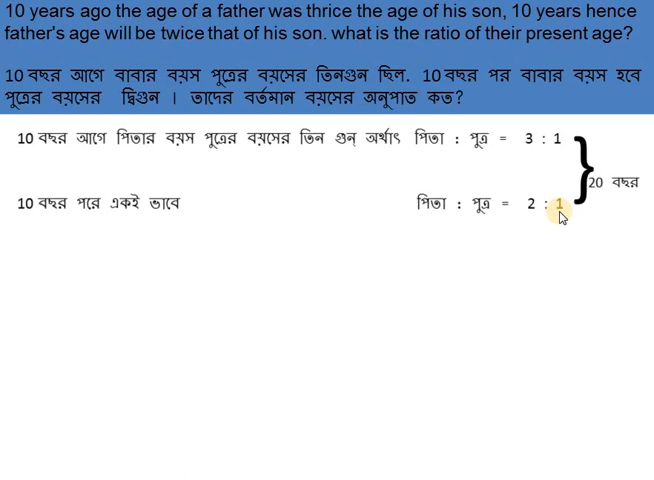 10 years ago the age of a father was thrice the age of his son, 10 years hence
father's age will be twice that of his son. what is the ratio of their present age?
10 বছর আগে বাবার বয়স পুত্রের বয়সের তিনগুন ছিল. 10 বছর পর বাবার বয়স হবে
পুত্রের বয়সের দ্বিগুন । তাদের বর্তমান বয়সের অনুপাত কত?
10 বছর আগে পিতার বয়স পুত্রের বয়সের তিন গুন্ অর্থাৎ পিতা : পুত্র = 3 : 1
20 বছর
10 বছর পরে একই ভাবে পিতা : পুত্র = 2 : 1